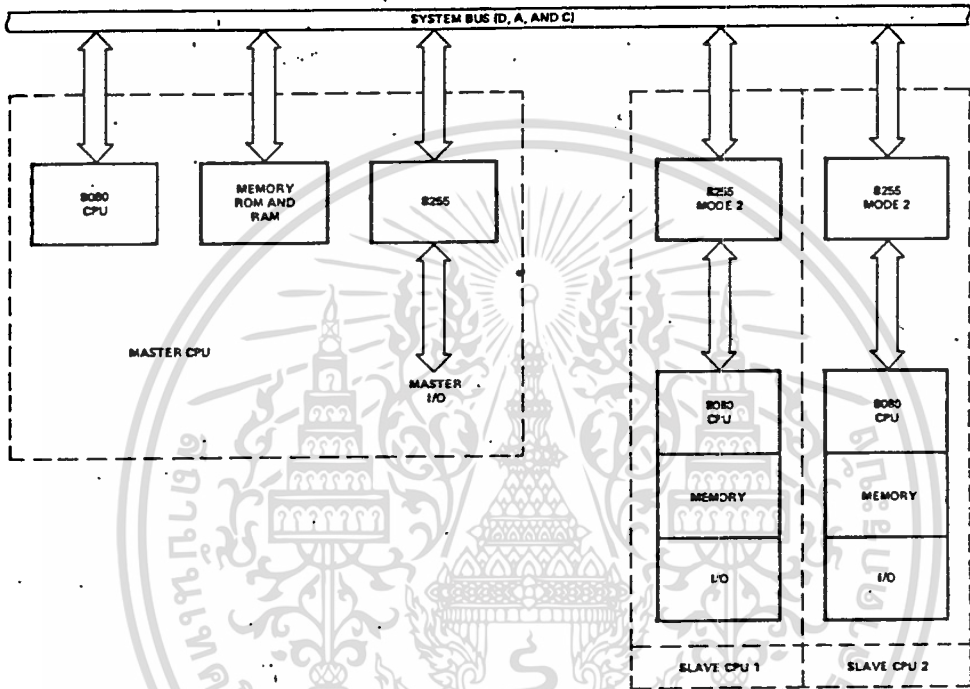 SYSTEM BUS (D, A, AND C)
8080
CPU
MEMORY
ROM AND
RAM
8255
8255
MODE 2
8255
MODE 2
MASTER CPU
MASTER
I/O
8080
CPU
MEMORY
I/O
8080
CPU
MEMORY
I/O
SLAVE CPU 1
SLAVE CPU 2